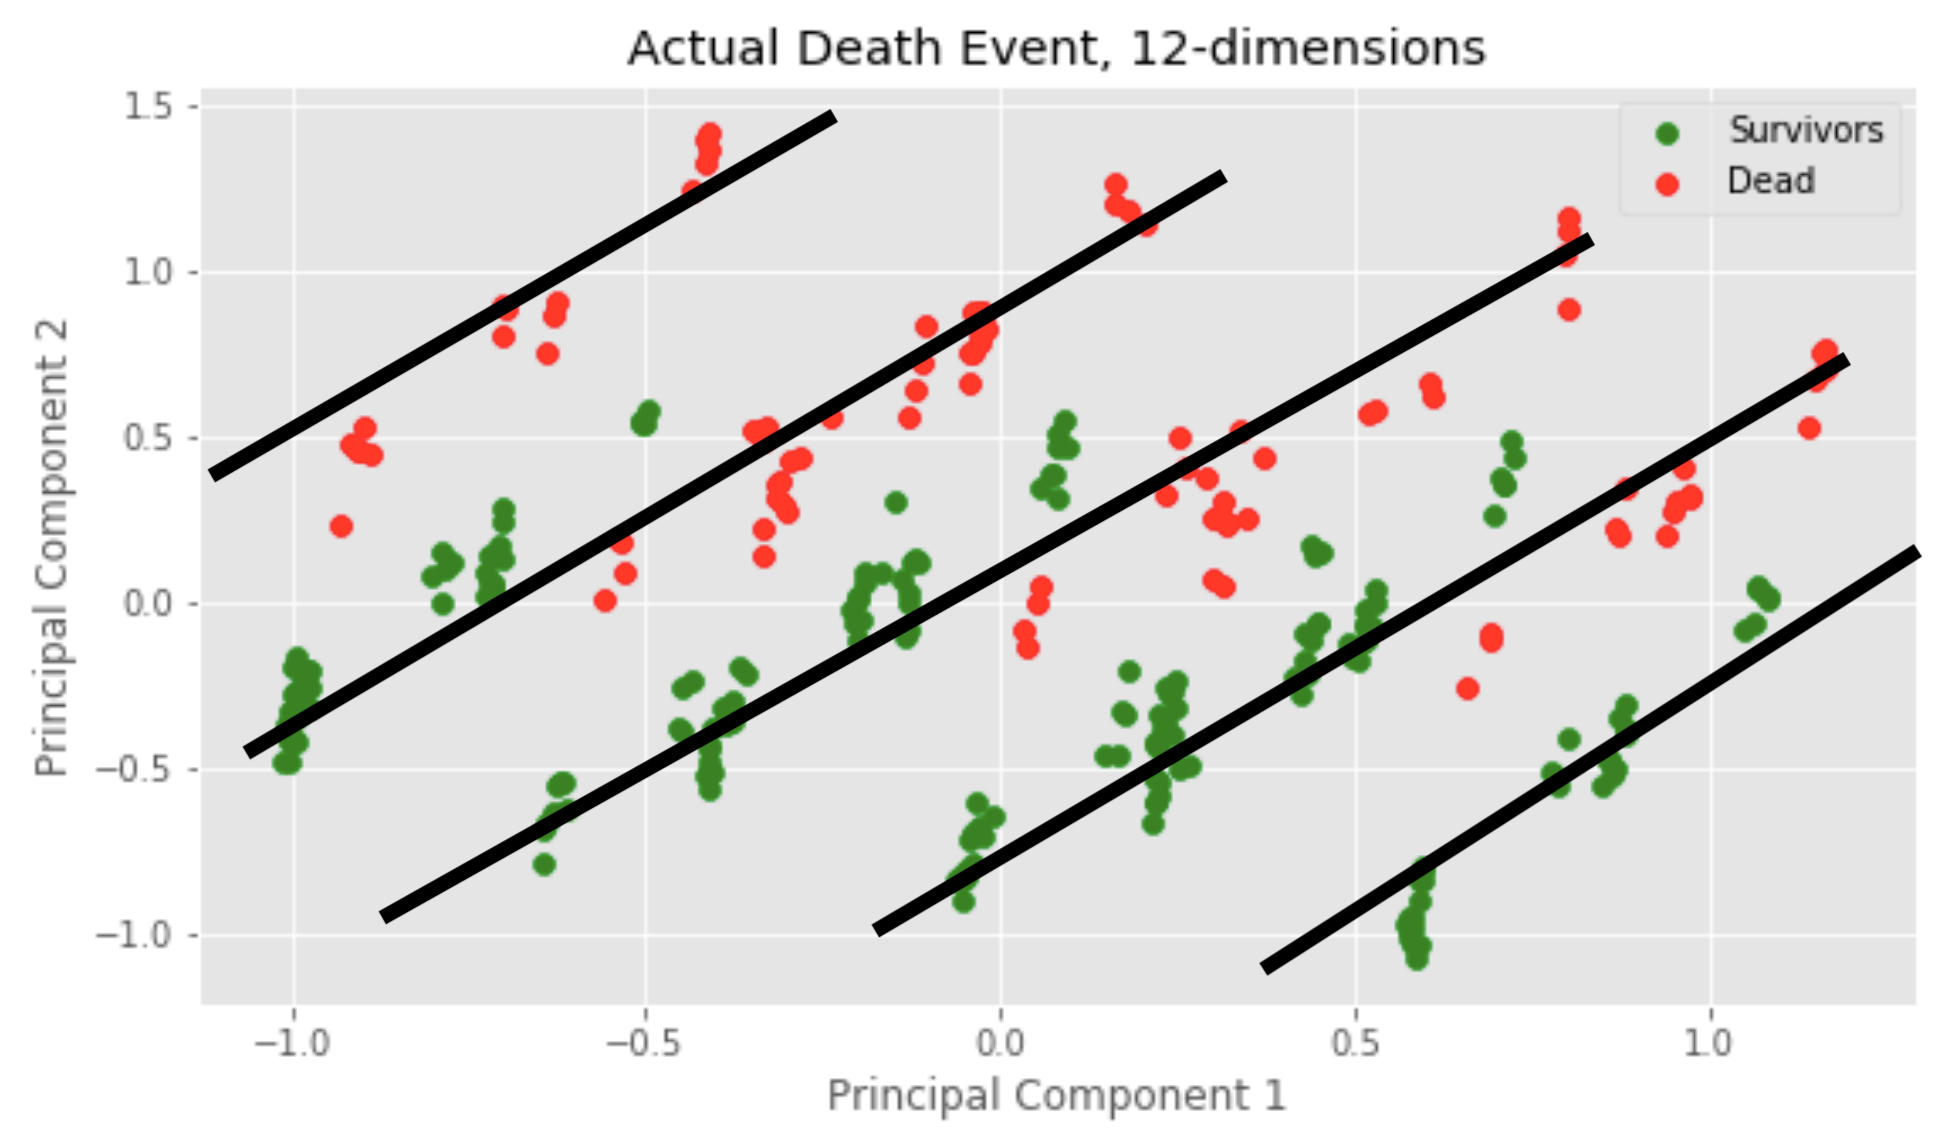 Actual Death Event, 12-dimensions
Survivors
Dead
1.5
1.0
0.5
0.0
−0.5
−1.0
Principal Component 2
−1.0
−0.5
0.0
0.5
1.0
Principal Component 1